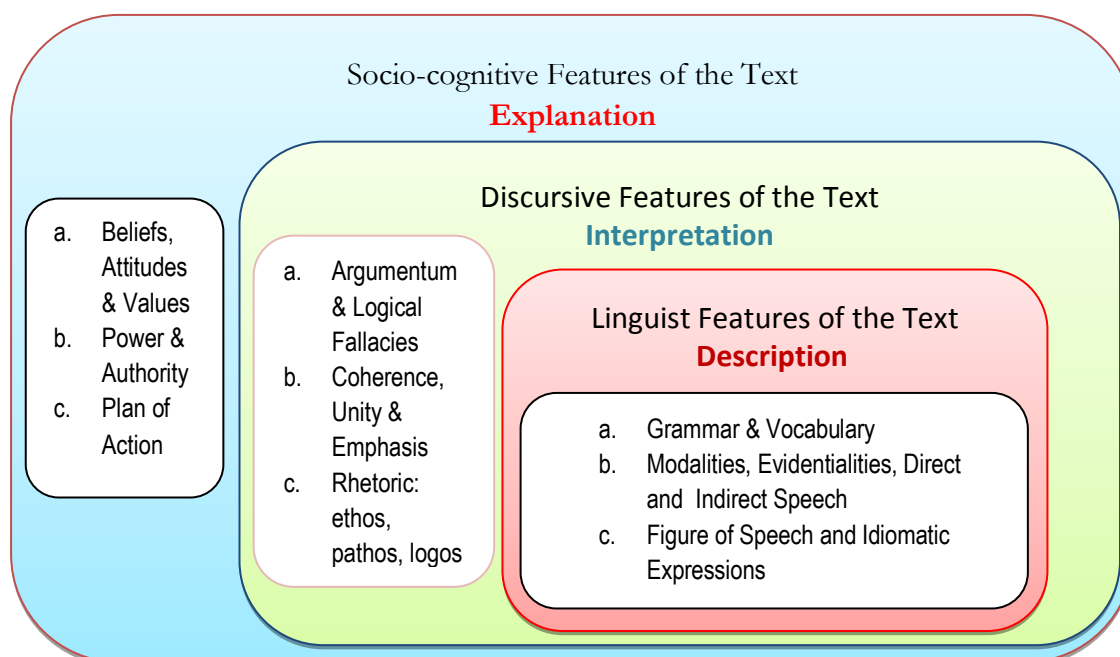 Socio-cognitive Features of the Text
Explanation
Discursive Features of the Text
Interpretation
Linguist Features of the Text
Description
a. Beliefs,
Attitudes
& Values
b. Power &
Authority
c. Plan of
Action
a. Argumentum
& Logical
Fallacies
b. Coherence,
Unity &
Emphasis
c. Rhetoric:
ethos,
pathos, logos
a. Grammar & Vocabulary
b. Modalities, Evidentialities, Direct
and Indirect Speech
c. Figure of Speech and Idiomatic
Expressions